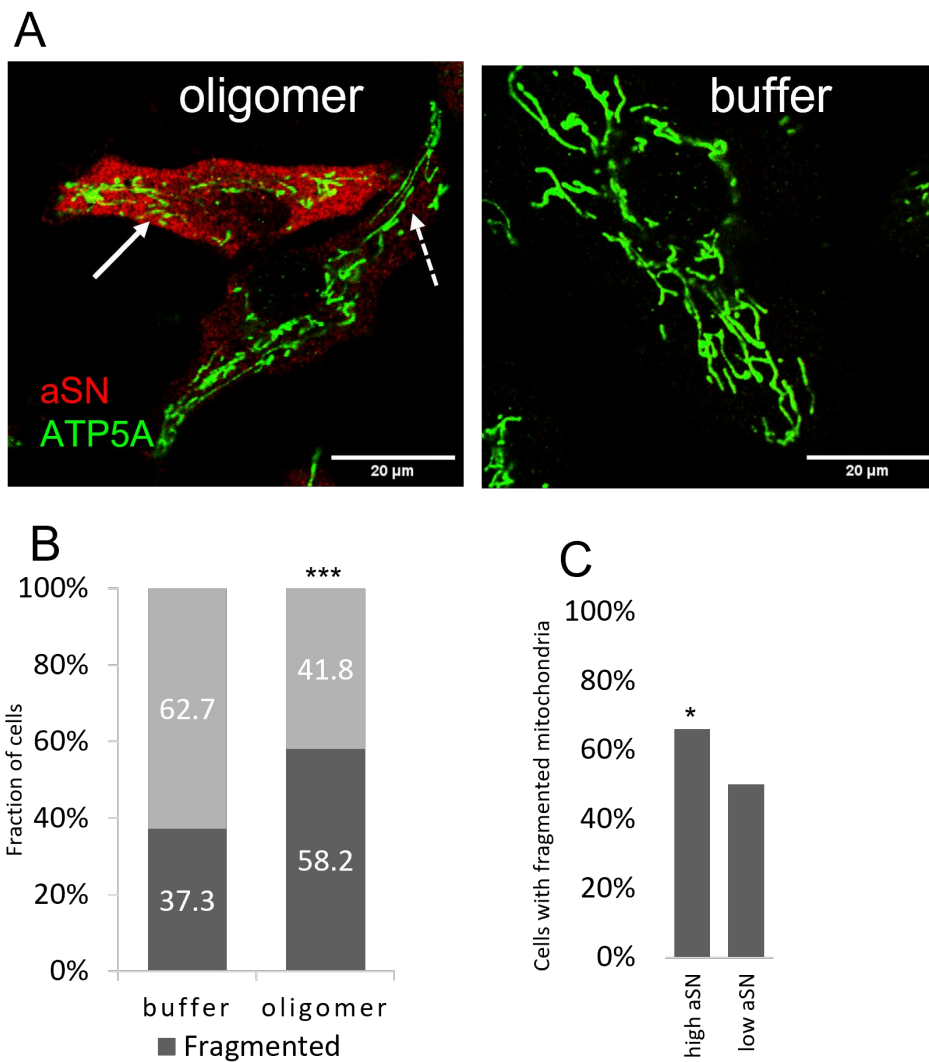 A
oligomer
buffer
aSN
ATP5A
20 µm
20 µm
B
***
100%
80%
60%
40%
20%
0%
Fraction of cells
62.7
41.8
37.3
58.2
buffer
oligomer
Fragmented
C
*
100%
80%
60%
40%
20%
0%
Cells with fragmented mitochondria
high aSN
low aSN